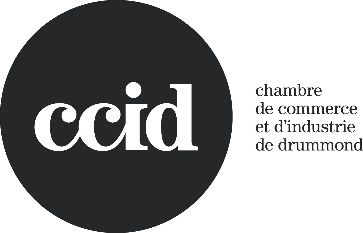 ccid
chambre
de commerce
et d'industrie
de drummond